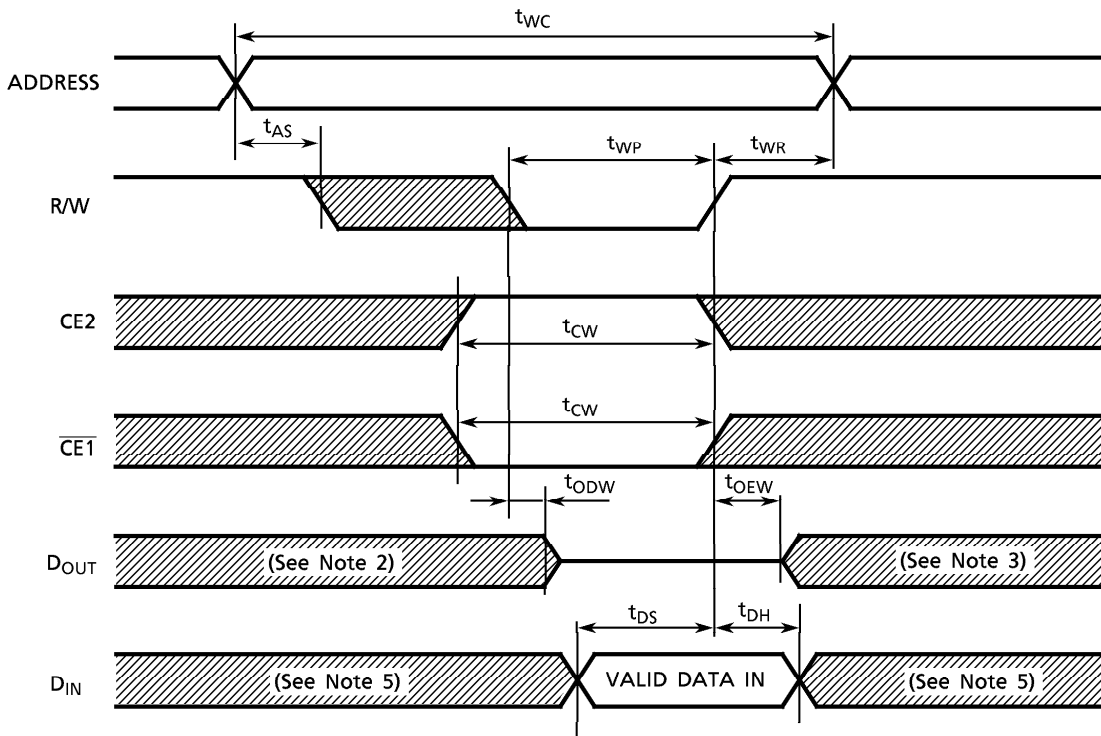 tWC
ADDRESS
tAS
tWP
tWR
R/W
CE2
tCW
tCW
CE1
tODW
tOEW
DOUT
(See Note 2)
(See Note 3)
tDS
tDH
DIN
(See Note 5)
VALID DATA IN
(See Note 5)